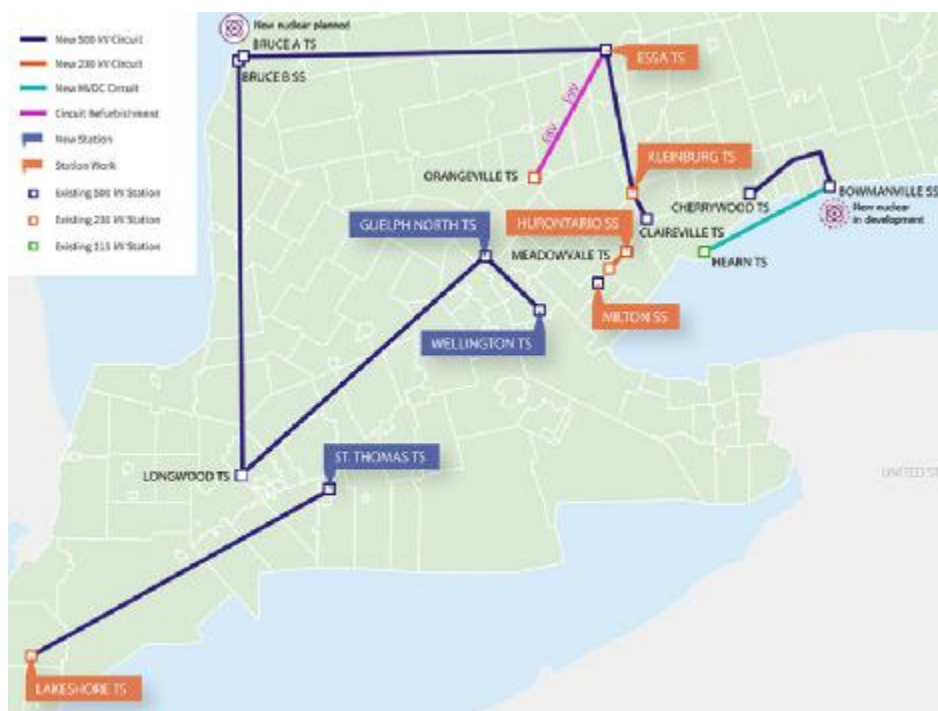 New 500 kV Circuit
New 230 kV Circuit
New HVDC Circuit
Circuit Refurbishment
New Station
Station Work
Existing 500 kV Station
Existing 230 kV Station
Existing 115 kV Station
New nuclear planned
BRUCE A TS
BRUCE B SS
ESSA TS
E8V
E9V
ORANGEVILLE TS
KLEINBURG TS
CHERRYWOOD TS
BOWMANVILLE SS
New nuclear
in development
GUELPH NORTH TS
HURONTARIO SS
CLAIREVILLE TS
MEADOWVALE TS
HEARN TS
MILTON SS
WELLINGTON TS
ST. THOMAS TS
LONGWOOD TS
UNITED ST
LAKESHORE TS